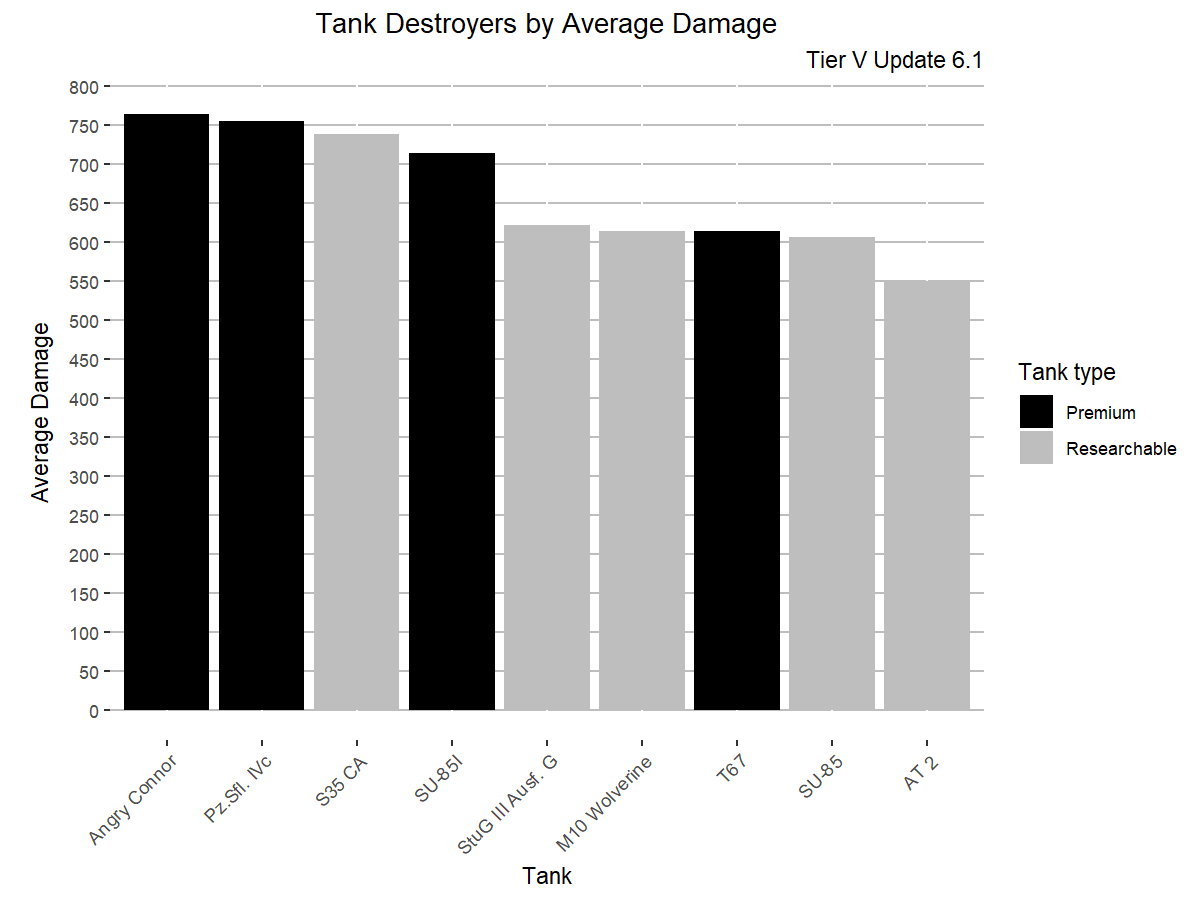 Tank Destroyers by Average Damage
Tier V Update 6.1
800
750
700
650
600
550
500
450
400
350
300
250
200
150
100
50
0
Average Damage
Angry Connor
Pz.Sfl. IVc
S35 CA
SU-85I
StuG III Ausf. G
M10 Wolverine
T67
SU-85
AT 2
Tank
Tank type
Premium
Researchable